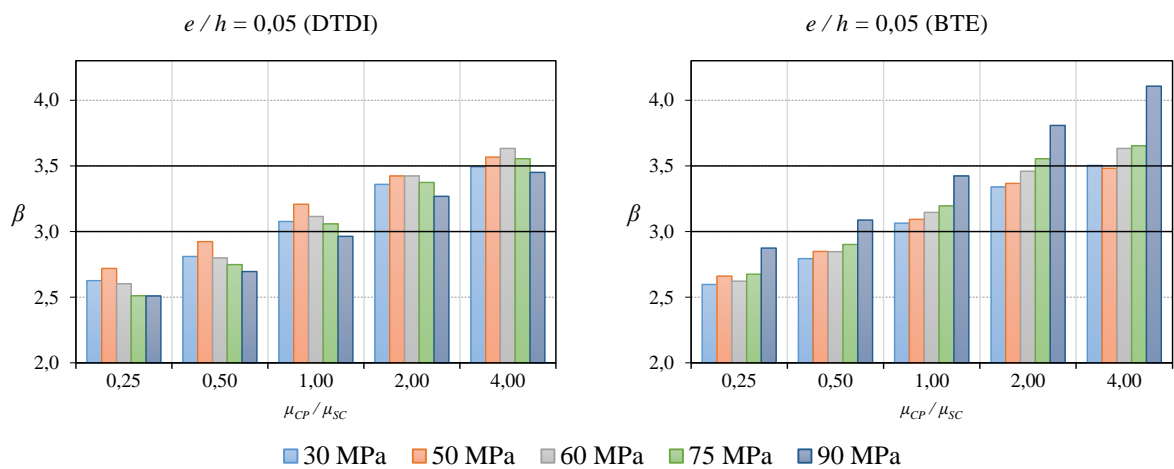 e / h = 0,05 (DTDI)
4,0
3,5
3,0
2,5
2,0
β
0,25 0,50 1,00 2,00 4,00
μCP / μSC
e / h = 0,05 (BTE)
4,0
3,5
3,0
2,5
2,0
β
0,25 0,50 1,00 2,00 4,00
μCP / μSC
30 MPa 50 MPa 60 MPa 75 MPa 90 MPa